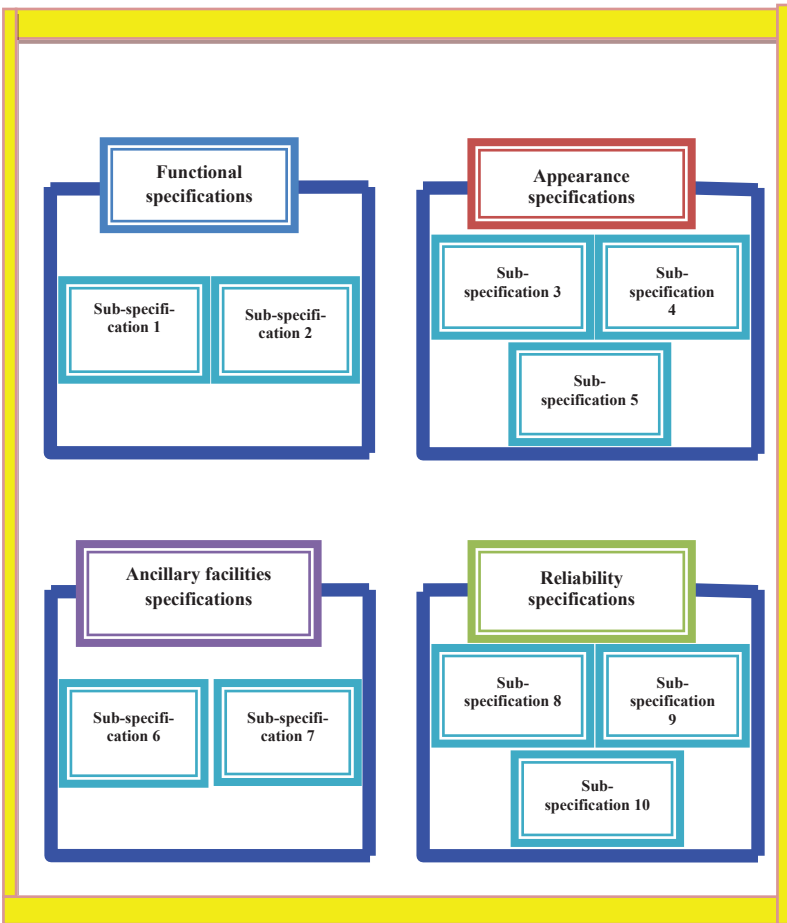 Functional
specifications
Sub-specifi-
cation 1
Sub-specifi-
cation 2
Appearance
specifications
Sub-
specification 3
Sub-
specification
4
Sub-
specification 5
Ancillary facilities
specifications
Sub-specifi-
cation 6
Sub-specifi-
cation 7
Reliability
specifications
Sub-
specification 8
Sub-
specification
9
Sub-
specification 10